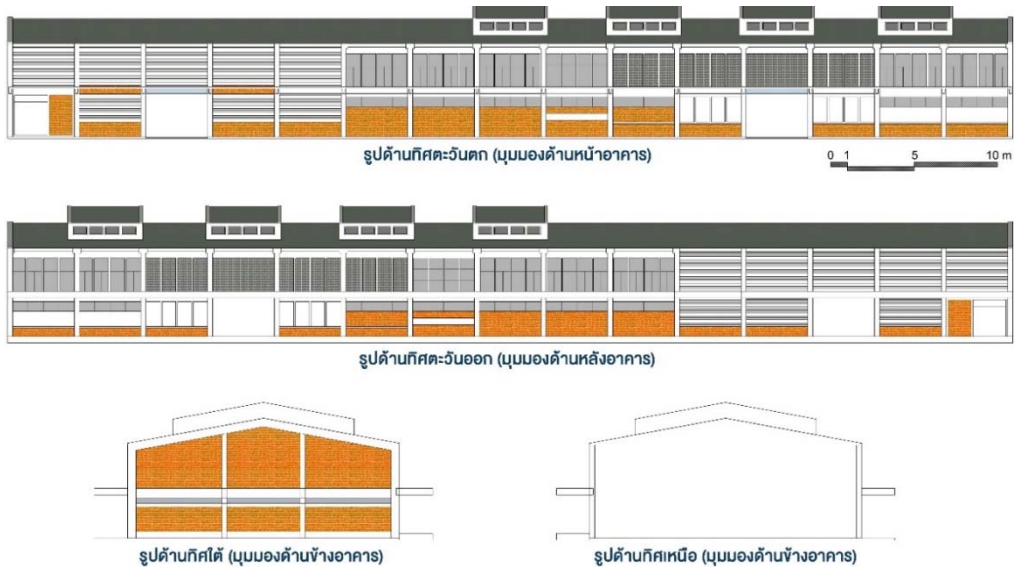 รูปด้านทิศตะวันตก (มุมมองด้านหน้าอาคาร)
0 1 5 10 m
รูปด้านทิศตะวันออก (มุมมองด้านหลังอาคาร)
รูปด้านทิศใต้ (มุมมองด้านข้างอาคาร)
รูปด้านทิศเหนือ (มุมมองด้านข้างอาคาร)